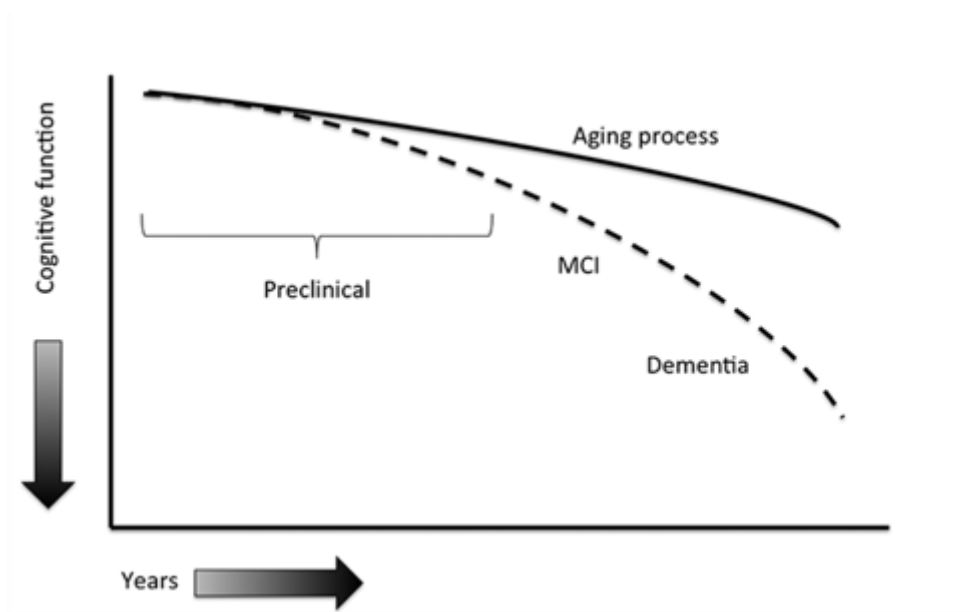 Cognitive function
Aging process
MCI
Preclinical
Dementia
Years